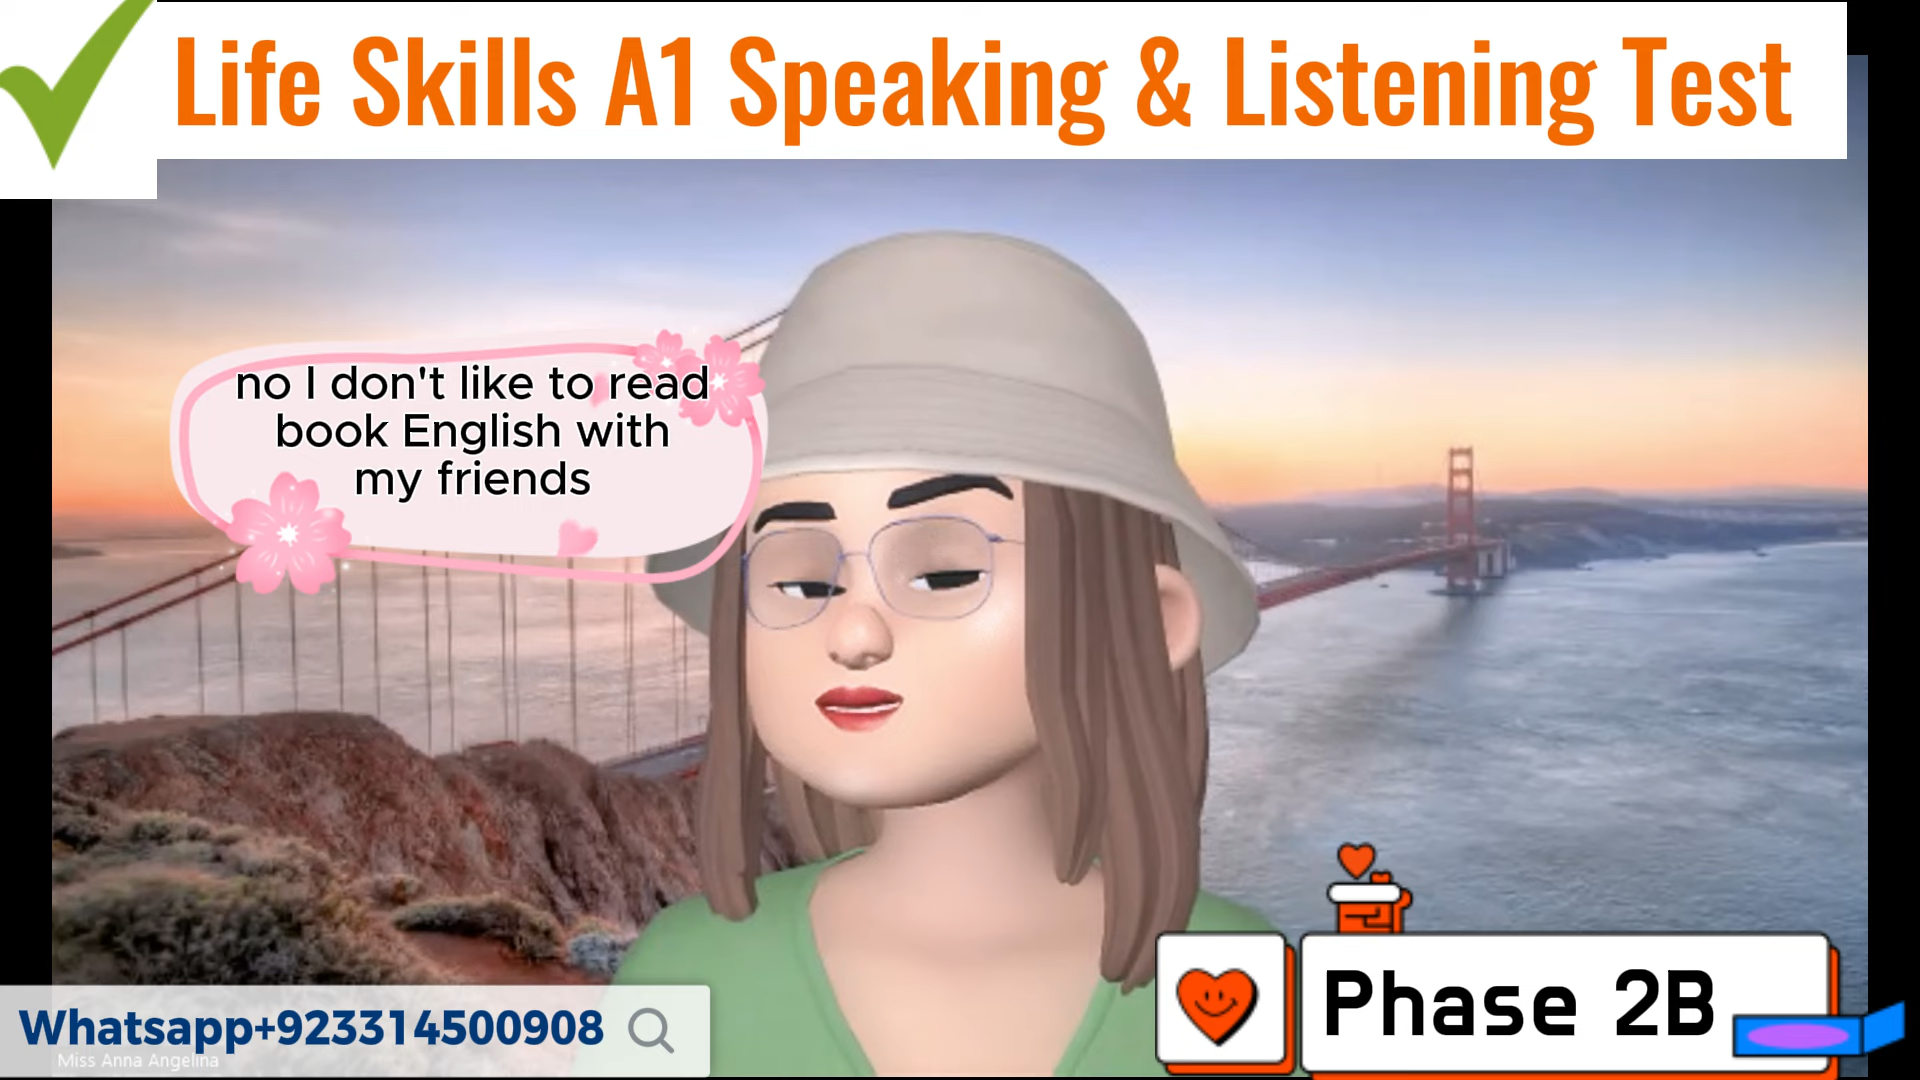 Life Skills A1 Speaking & Listening Test
no I don't like to read
book English with
my friends
Whatsapp+923314500908
Miss Anna Angelina
Phase 2B